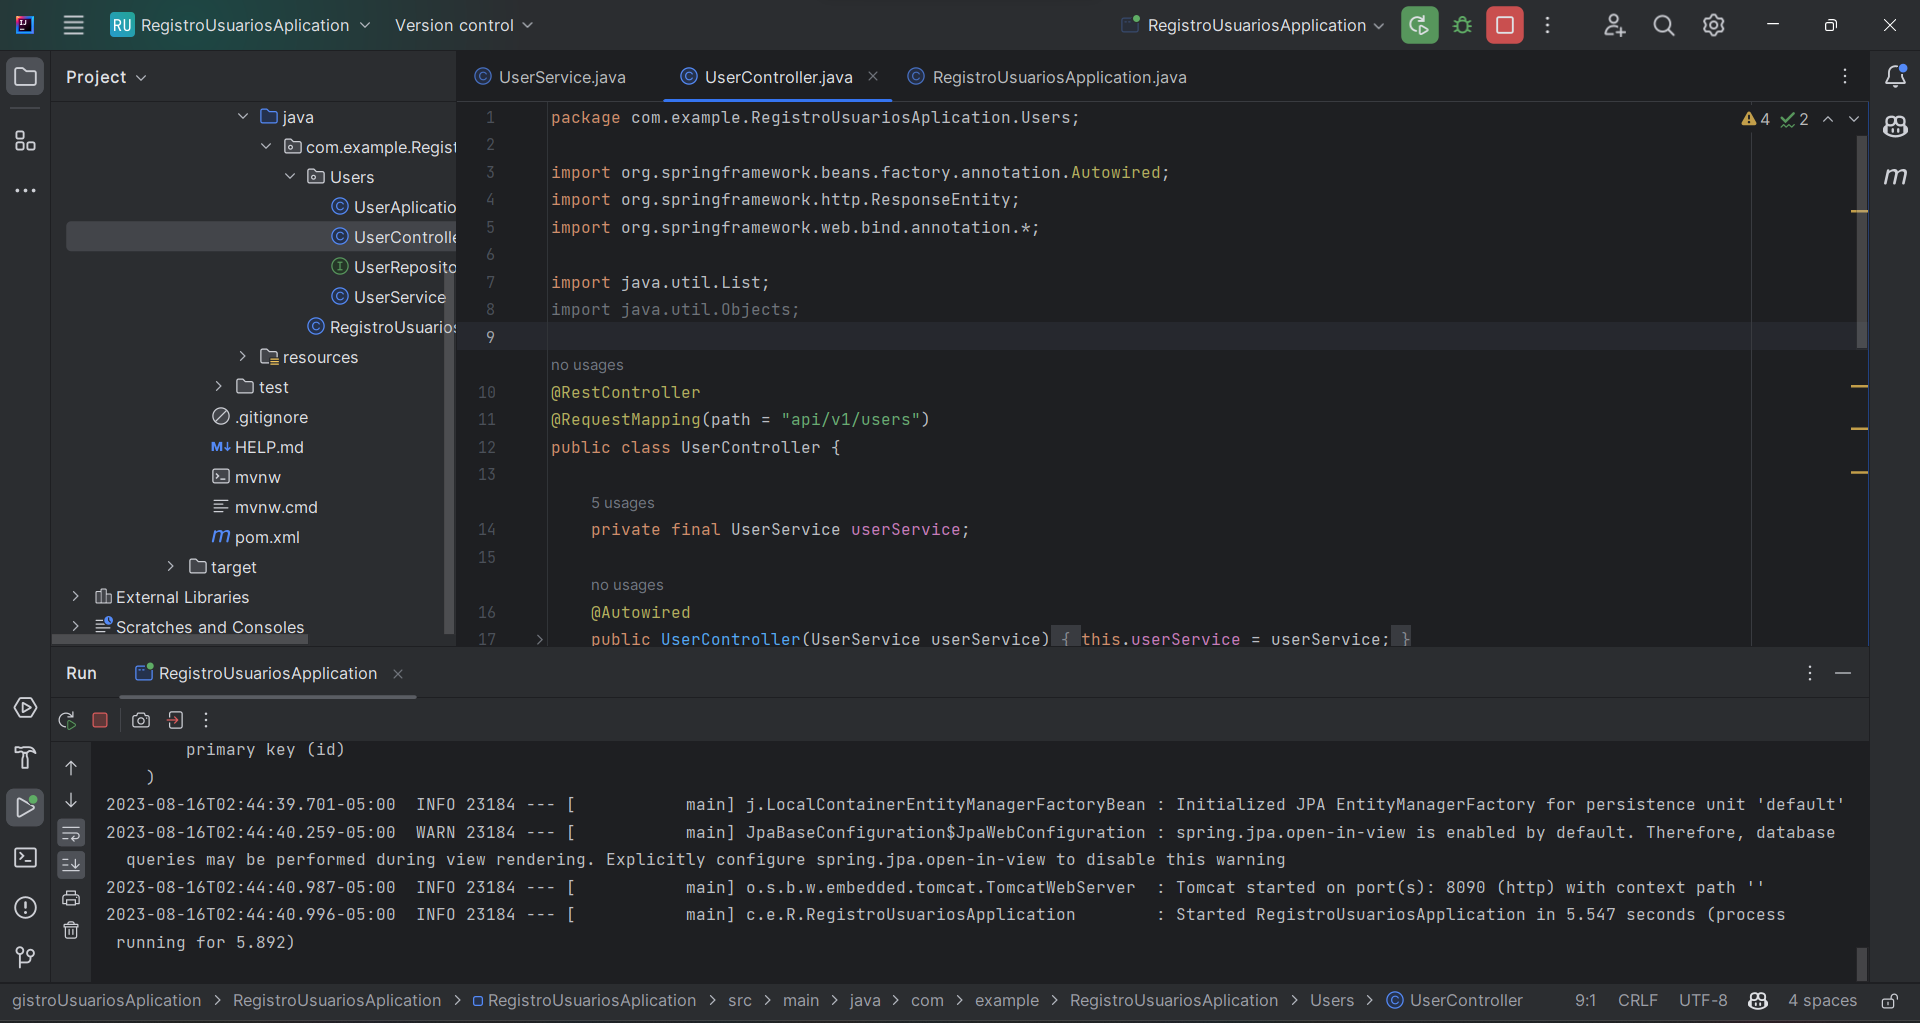 RU RegistroUsuariosAplication Version control RegistroUsuariosApplication
Project
UserService.java UserController.java RegistroUsuariosApplication.java
java
com.example.Regist
Users
UserAplicatio
UserControlle
UserReposito
UserService
RegistroUsuarios
resources
test
.gitignore
M↓ HELP.md
mvnw
mvnw.cmd
m pom.xml
target
External Libraries
Scratches and Consoles
4 2
1 package com.example.RegistroUsuariosAplication.Users;
2
3 import org.springframework.beans.factory.annotation.Autowired;
4 import org.springframework.http.ResponseEntity;
5 import org.springframework.web.bind.annotation.*;
6
7 import java.util.List;
8 import java.util.Objects;
9
no usages
10 @RestController
11 @RequestMapping(path = "api/v1/users")
12 public class UserController {
13
5 usages
14 private final UserService userService;
15
no usages
16 @Autowired
17 public UserController(UserService userService) { this.userService = userService; }
m
Run RegistroUsuariosApplication
primary key (id)
)
2023-08-16T02:44:39.701-05:00 INFO 23184 --- [ main] j.LocalContainerEntityManagerFactoryBean : Initialized JPA EntityManagerFactory for persistence unit 'default'
2023-08-16T02:44:40.259-05:00 WARN 23184 --- [ main] JpaBaseConfiguration$JpaWebConfiguration : spring.jpa.open-in-view is enabled by default. Therefore, database
queries may be performed during view rendering. Explicitly configure spring.jpa.open-in-view to disable this warning
2023-08-16T02:44:40.987-05:00 INFO 23184 --- [ main] o.s.b.w.embedded.tomcat.TomcatWebServer : Tomcat started on port(s): 8090 (http) with context path ''
2023-08-16T02:44:40.996-05:00 INFO 23184 --- [ main] c.e.R.RegistroUsuariosApplication : Started RegistroUsuariosApplication in 5.547 seconds (process
running for 5.892)
gistroUsuariosAplication > RegistroUsuariosAplication > RegistroUsuariosAplication > src > main > java > com > example > RegistroUsuariosAplication > Users > UserController 9:1 CRLF UTF-8 4 spaces